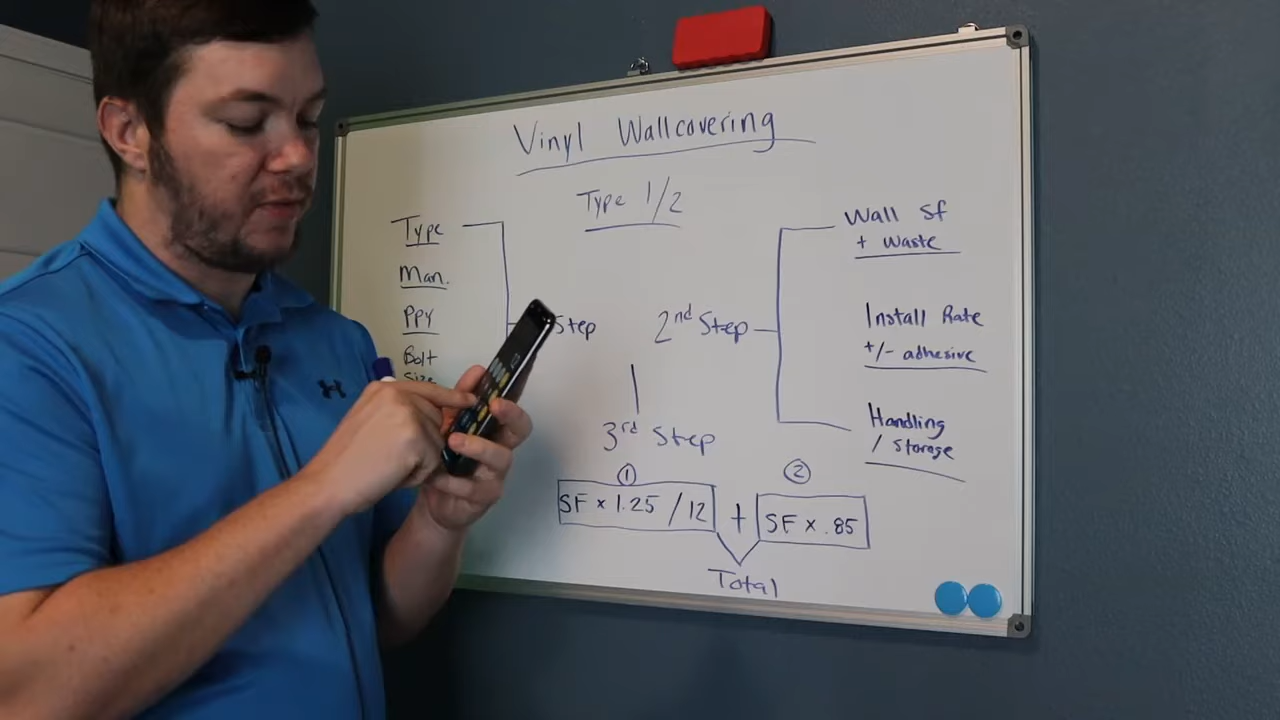 Vinyl Wallcovering
Type 1/2
Type
Man.
PPY
Bolt
Size
Step
2nd Step
Wall SF
+ Waste
Install Rate
+/- adhesive
Handling
/ Storage
3rd Step
1
2
SF x 1.25 / 12 + SF x .85
Total